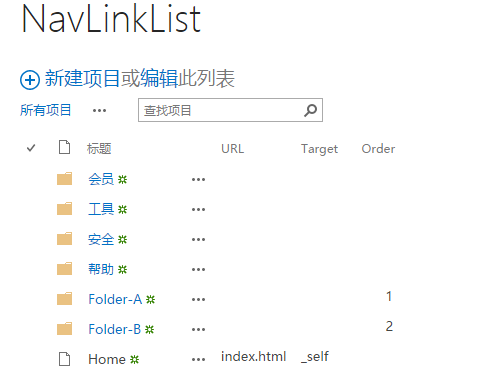 NavLinkList
新建项目或编辑此列表
所有项目 ••• 查找项目
标题 URL Target Order
会员 •••
工具 •••
安全 •••
帮助 •••
Folder-A ••• 1
Folder-B ••• 2
Home ••• index.html _self